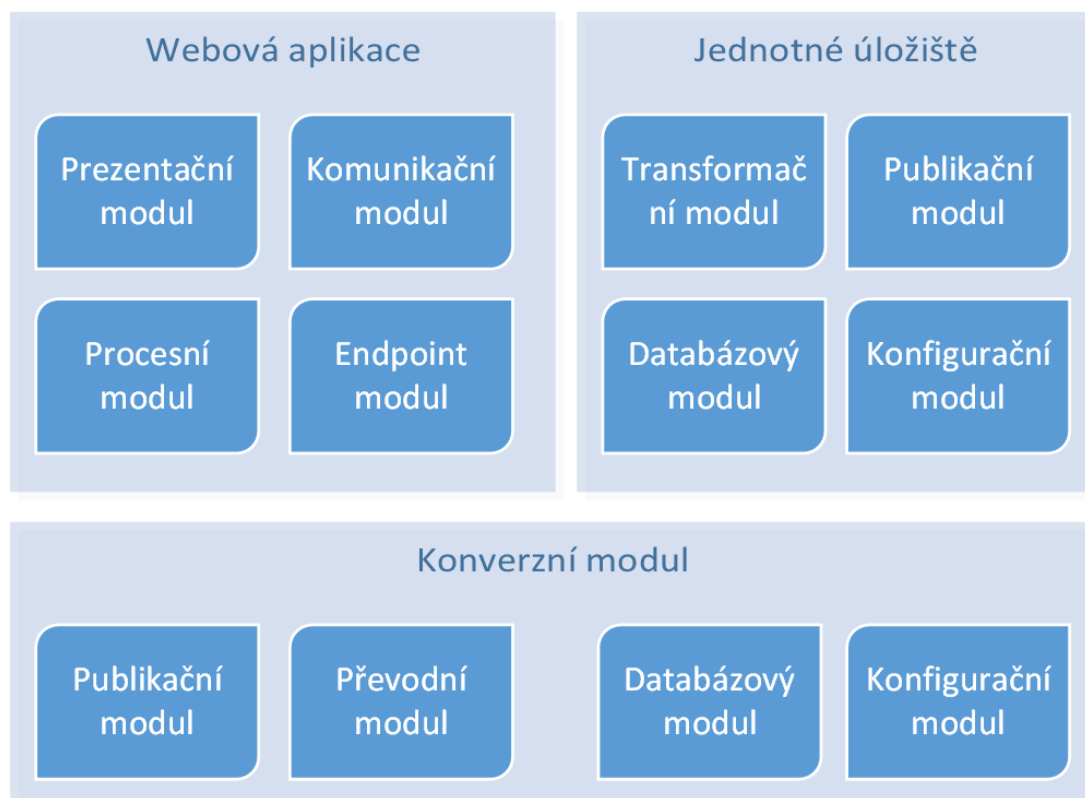 Webová aplikace
Prezentační
modul
Komunikační
modul
Procesní
modul
Endpoint
modul
Jednotné úložiště
Transformač
ní modul
Publikační
modul
Databázový
modul
Konfigurační
modul
Konverzní modul
Publikační
modul
Převodní
modul
Databázový
modul
Konfigurační
modul